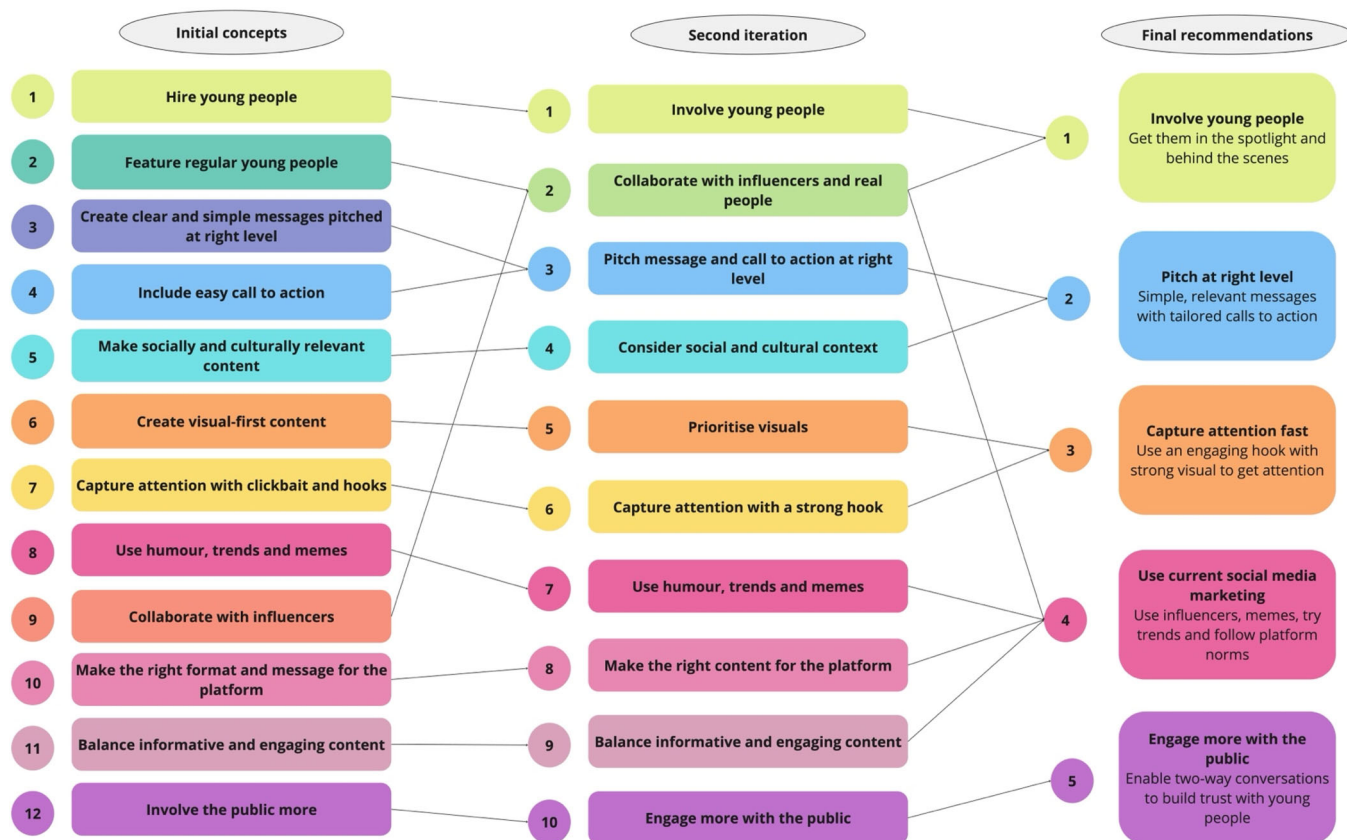 Initial concepts
Second iteration
Final recommendations
1
Hire young people
2
Feature regular young people
3
Create clear and simple messages pitched
at right level
4
Include easy call to action
5
Make socially and culturally relevant
content
6
Create visual-first content
7
Capture attention with clickbait and hooks
8
Use humour, trends and memes
9
Collaborate with influencers
10
Make the right format and message for the
platform
11
Balance informative and engaging content
12
Involve the public more
1
Involve young people
2
Collaborate with influencers and real
people
3
Pitch message and call to action at right
level
4
Consider social and cultural context
5
Prioritise visuals
6
Capture attention with a strong hook
7
Use humour, trends and memes
8
Make the right content for the platform
9
Balance informative and engaging content
10
Engage more with the public
1
Involve young people
Get them in the spotlight and
behind the scenes
2
Pitch at right level
Simple, relevant messages
with tailored calls to action
3
Capture attention fast
Use an engaging hook with
strong visual to get attention
4
Use current social media
marketing
Use influencers, memes, try
trends and follow platform
norms
5
Engage more with the
public
Enable two-way conversations
to build trust with young
people